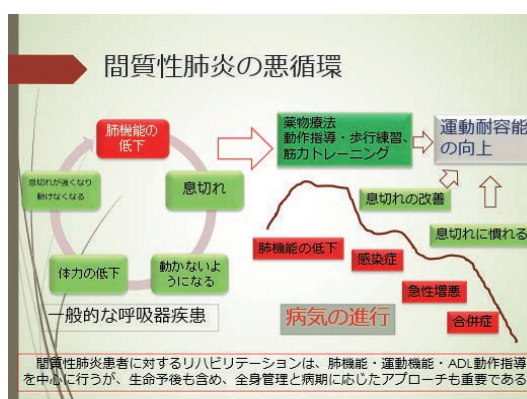 間質性肺炎の悪循環
肺機能の
低下
息切れ
動かないよ
うになる
体力の低下
息切れが強くなり
動けなくなる
一般的な呼吸器疾患
薬物療法
動作指導・歩行練習、
筋力トレーニング
運動耐容能
の向上
息切れの改善
息切れに慣れる
肺機能の低下
感染症
急性増悪
合併症
病気の進行
間質性肺炎患者に対するリハビリテーションは、肺機能・運動機能・ADL動作指導
を中心に行うが、生命予後も含め、全身管理と病期に応じたアプローチも重要である